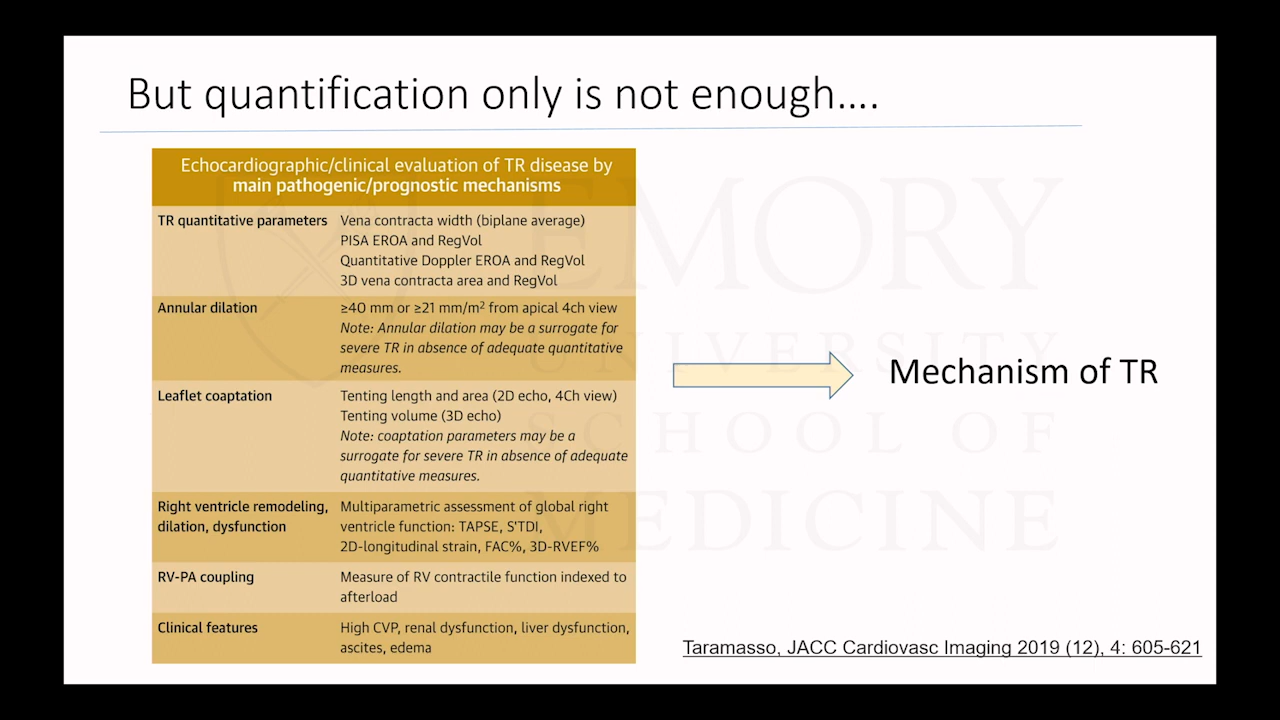 But quantification only is not enough....
Echocardiographic/clinical evaluation of TR disease by
main pathogenic/prognostic mechanisms
TR quantitative parameters
Vena contracta width (biplane average)
PISA EROA and RegVol
Quantitative Doppler EROA and RegVol
3D vena contracta area and RegVol
Annular dilation
≥40 mm or ≥21 mm/m² from apical 4ch view
Note: Annular dilation may be a surrogate for
severe TR in absence of adequate quantitative
measures.
Leaflet coaptation
Tenting length and area (2D echo, 4Ch view)
Tenting volume (3D echo)
Note: coaptation parameters may be a
surrogate for severe TR in absence of adequate
quantitative measures.
Right ventricle remodeling,
dilation, dysfunction
Multiparametric assessment of global right
ventricle function: TAPSE, S'TDI,
2D-longitudinal strain, FAC%, 3D-RVEF%
RV-PA coupling
Measure of RV contractile function indexed to
afterload
Clinical features
High CVP, renal dysfunction, liver dysfunction,
ascites, edema
Mechanism of TR
EMORY
UNIVERSITY
SCHOOL OF
MEDICINE
Taramasso, JACC Cardiovasc Imaging 2019 (12), 4: 605-621